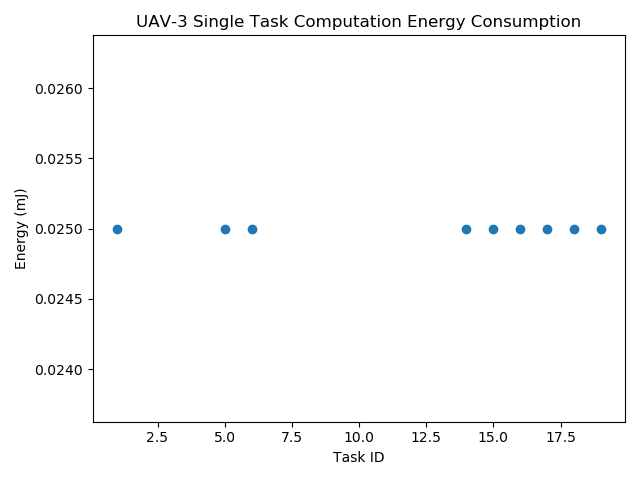 UAV-3 Single Task Computation Energy Consumption
0.0260
0.0255
0.0250
0.0245
0.0240
Energy (mJ)
2.5 5.0 7.5 10.0 12.5 15.0 17.5
Task ID